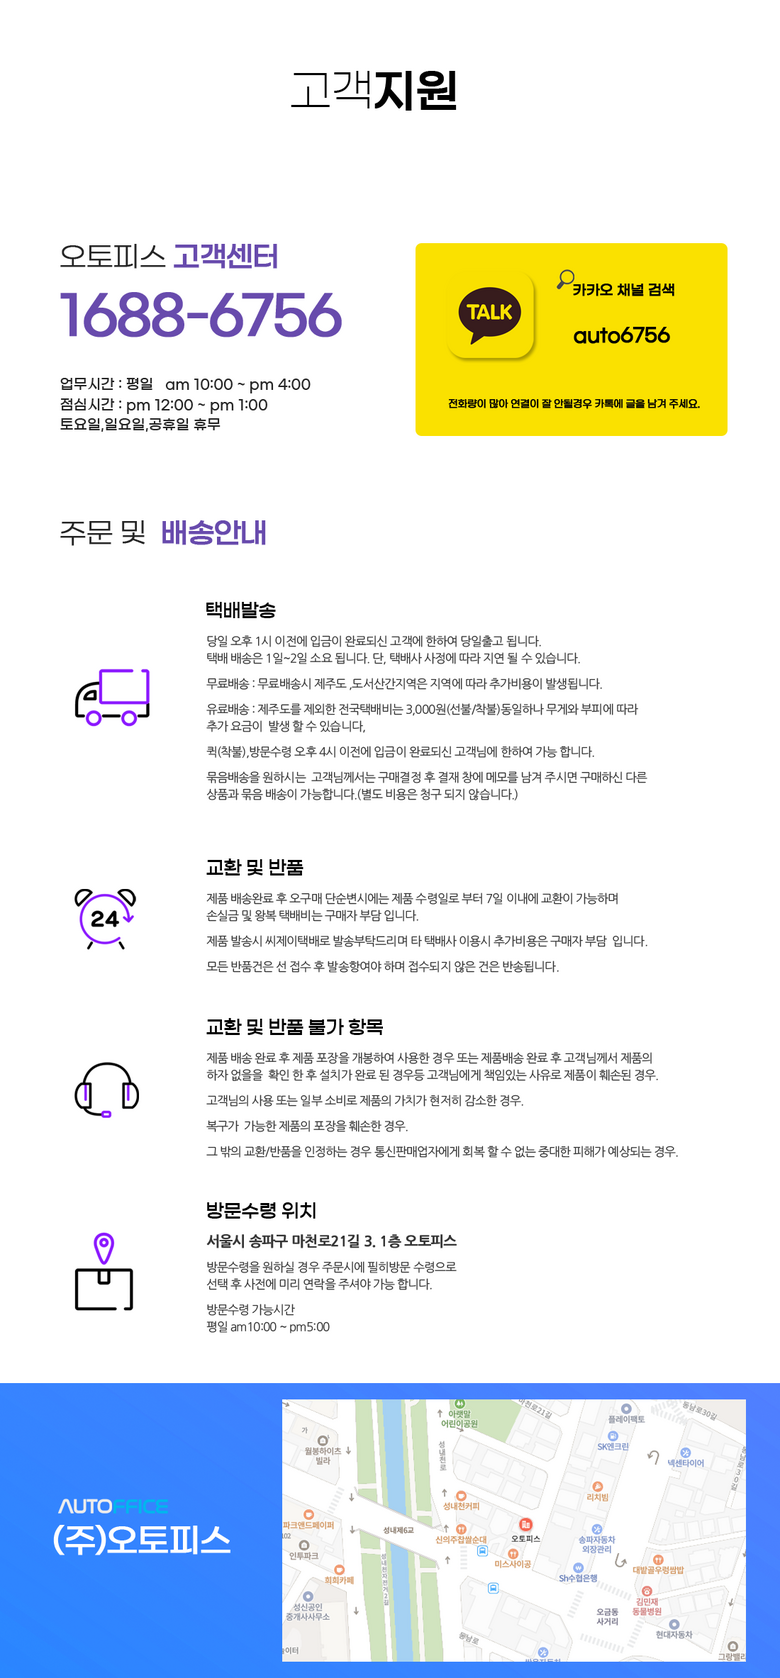 고객지원
오토피스 고객센터
1688-6756
업무시간 : 평일 am 10:00 ~ pm 4:00
점심시간 : pm 12:00 ~ pm 1:00
토요일,일요일,공휴일 휴무
TALK
카카오 채널 검색
auto6756
전화량이 많아 연결이 잘 안될경우 카톡에 글을 남겨 주세요.
주문 및 배송안내
택배발송
당일 오후 1시 이전에 입금이 완료되신 고객에 한하여 당일출고 됩니다.
택배 배송은 1일~2일 소요 됩니다. 단, 택배사 사정에 따라 지연 될 수 있습니다.
무료배송 : 무료배송시 제주도 ,도서산간지역은 지역에 따라 추가비용이 발생됩니다.
유료배송 : 제주도를 제외한 전국택배비는 3,000원(선불/착불)동일하나 무게와 부피에 따라
추가 요금이 발생 할 수 있습니다,
퀵(착불),방문수령 오후 4시 이전에 입금이 완료되신 고객님에 한하여 가능 합니다.
묶음배송을 원하시는 고객님께서는 구매결정 후 결재 창에 메모를 남겨 주시면 구매하신 다른
상품과 묶음 배송이 가능합니다.(별도 비용은 청구 되지 않습니다.)
24
교환 및 반품
제품 배송완료 후 오구매 단순변시에는 제품 수령일로 부터 7일 이내에 교환이 가능하며
손실금 및 왕복 택배비는 구매자 부담 입니다.
제품 발송시 씨제이택배로 발송부탁드리며 타 택배사 이용시 추가비용은 구매자 부담 입니다.
모든 반품건은 선 접수 후 발송항여야 하며 접수되지 않은 건은 반송됩니다.
교환 및 반품 불가 항목
제품 배송 완료 후 제품 포장을 개봉하여 사용한 경우 또는 제품배송 완료 후 고객님께서 제품의
하자 없을을 확인 한 후 설치가 완료 된 경우등 고객님에게 책임있는 사유로 제품이 훼손된 경우.
고객님의 사용 또는 일부 소비로 제품의 가치가 현저히 감소한 경우.
복구가 가능한 제품의 포장을 훼손한 경우.
그 밖의 교환/반품을 인정하는 경우 통신판매업자에게 회복 할 수 없는 중대한 피해가 예상되는 경우.
방문수령 위치
서울시 송파구 마천로21길 3. 1층 오토피스
방문수령을 원하실 경우 주문시에 필히방문 수령으로
선택 후 사전에 미리 연락을 주셔야 가능 합니다.
방문수령 가능시간
평일 am10:00 ~ pm5:00
AUTOFFICE
(주)오토피스
아랫말
어린이공원
마천로21길
플레이팩토
동남로30길
SK앤크린
넥센타이어
가
월봉하이츠
빌라
성내천로
리치빔
성내천커피
파크앤드페이퍼
102
성내제6교
신의주찹쌀순대
오토피스
송파자동차
외장관리
인투파크
미스사이공
대발골우렁쌈밥
희희카페
Sh수협은행
김민재
동물병원
성신공인
중개사사무소
오금동
사거리
현대자동차
동남로
놀이터
그랑밸리